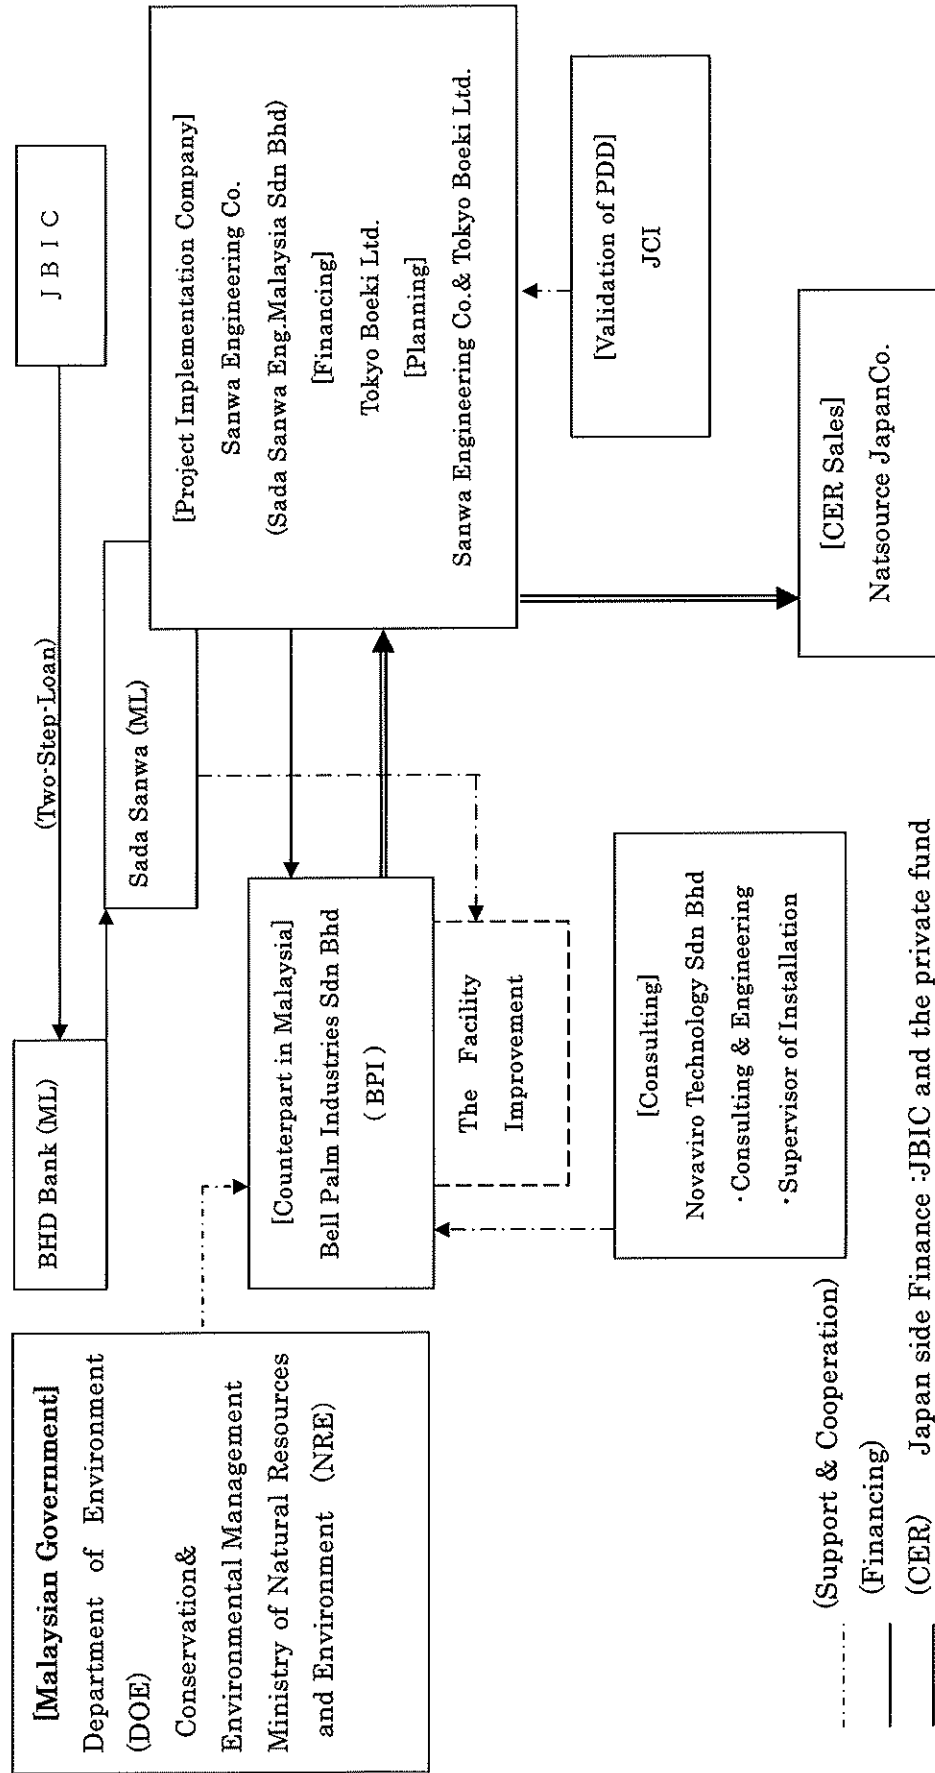 [Malaysian Government]
Department of Environment
(DOE)
Conservation&
Environmental Management
Ministry of Natural Resources
and Environment (NRE)
BHD Bank (ML)
(Two-Step-Loan)
J B I C
Sada Sanwa (ML)
[Project Implementation Company]
Sanwa Engineering Co.
(Sada Sanwa Eng.Malaysia Sdn Bhd)
[Financing]
Tokyo Boeki Ltd.
[Planning]
Sanwa Engineering Co.& Tokyo Boeki Ltd.
[Counterpart in Malaysia]
Bell Palm Industries Sdn Bhd
( BPI )
The Facility
Improvement
[Validation of PDD]
JCI
[Consulting]
Novaviro Technology Sdn Bhd
・Consulting & Engineering
・Supervisor of Installation
[CER Sales]
Natsource JapanCo.
(Support & Cooperation)
(Financing)
(CER) Japan side Finance :JBIC and the private fund